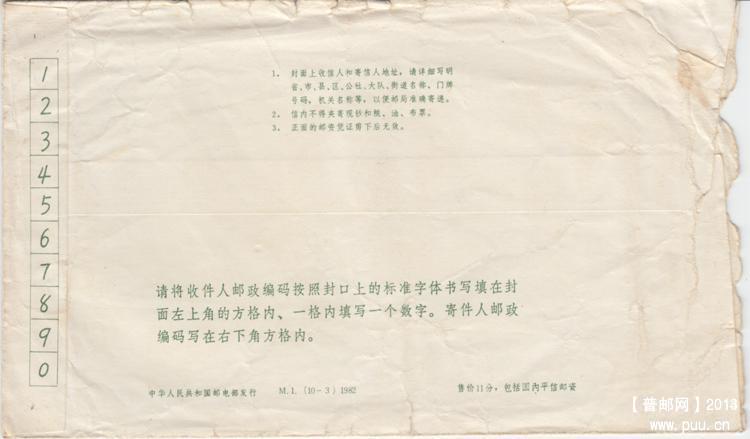 1
2
3
4
5
6
7
8
9
0
1. 封面上收信人和寄信人地址,请详细写明
省、市、县、区、公社、大队、街道名称、门牌
号码,机关名称等,以便邮局准确寄递。
2. 信内不得夹寄现钞和粮、油、布票。
3. 正面的邮资凭证剪下后无效。
请将收件人邮政编码按照封口上的标准字体书写填在封
面左上角的方格内、一格内填写一个数字。寄件人邮政
编码写在右下角方格内。
中华人民共和国邮电部发行 M.1. (10-3) 1982 售价11分,包括国内平信邮资
【普邮网】2013
www.puu.cn